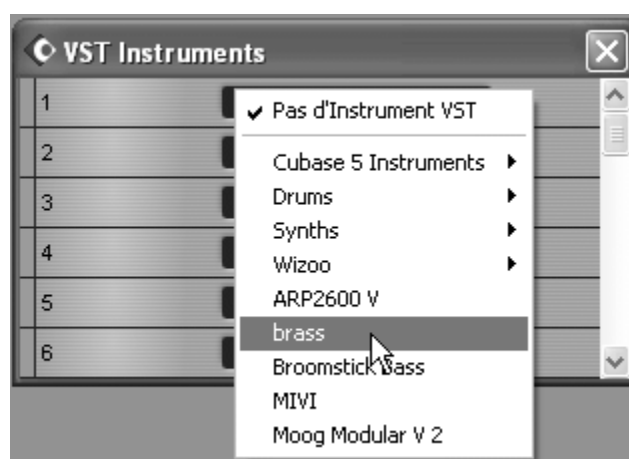 VST Instruments
1
2
3
4
5
6
Pas d'Instrument VST
Cubase 5 Instruments
Drums
Synths
Wizoo
ARP2600 V
brass
Broomstick Bass
MIVI
Moog Modular V 2